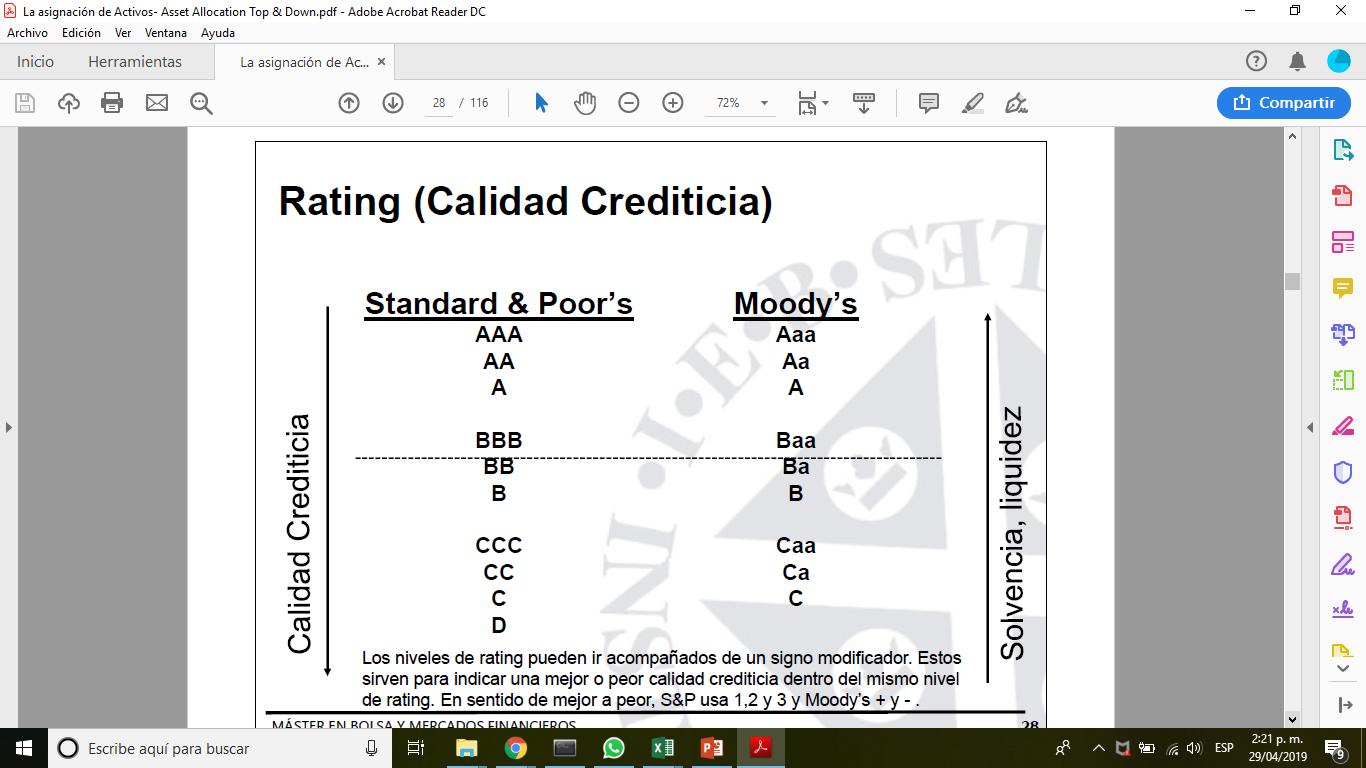 La asignación de Activos- Asset Allocation Top & Down.pdf - Adobe Acrobat Reader DC
Archivo Edición Ver Ventana Ayuda
Inicio Herramientas La asignación de Ac... ×
28 / 116 72% Compartir
Rating (Calidad Crediticia)
Standard & Poor's Moody's
AAA Aaa
AA Aa
A A
BBB Baa
BB Ba
B B
CCC Caa
CC Ca
C C
D
Calidad Crediticia
Solvencia, liquidez
Los niveles de rating pueden ir acompañados de un signo modificador. Estos
sirven para indicar una mejor o peor calidad crediticia dentro del mismo nivel
de rating. En sentido de mejor a peor, S&P usa 1,2 y 3 y Moody's + y - .
MÁSTER EN BOLSA Y MERCADOS FINANCIEROS 28
INSI•I•E•B•LES
Escribe aquí para buscar
ESP
2:21 p. m.
29/04/2019
9